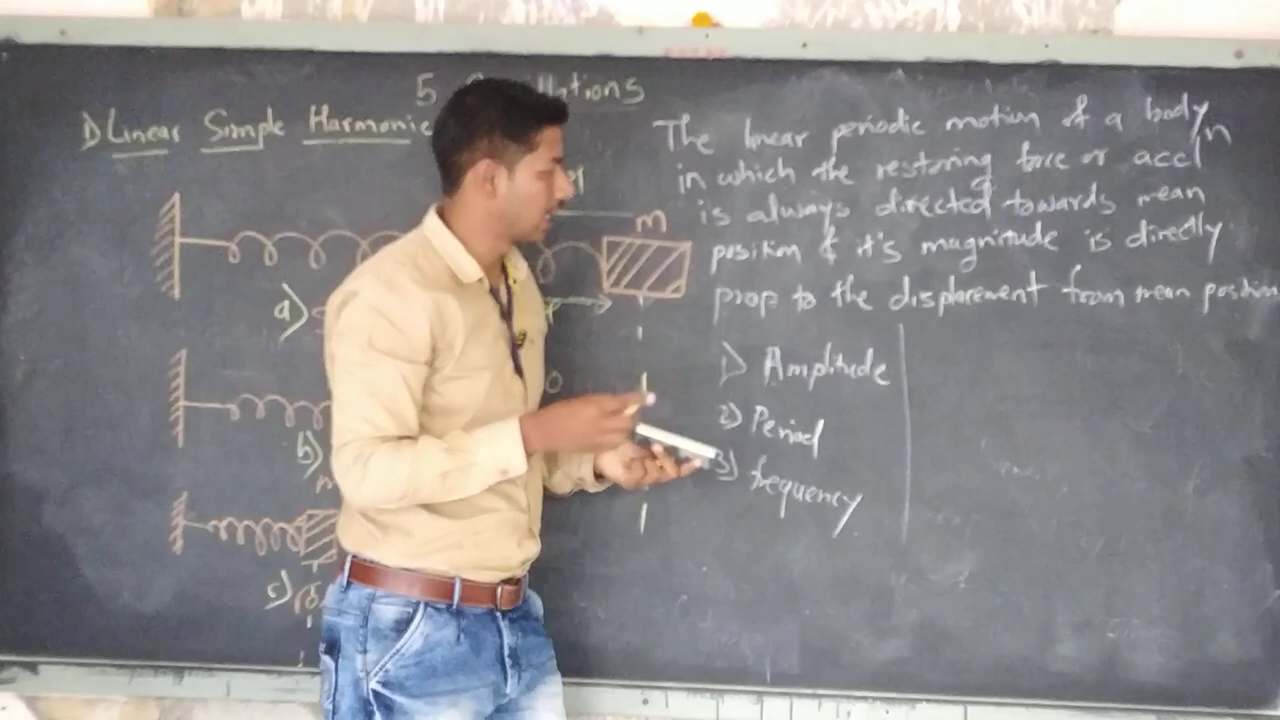 5 llations
1) Linear Simple Harmonic
The linear periodic motion of a body
in which the restoring force or accln
is always directed towards mean
position & it's magnitude is directly
prop to the displacement from mean position
m
a)
b)
m
c)
1) Amplitude
2) Period
3) frequency